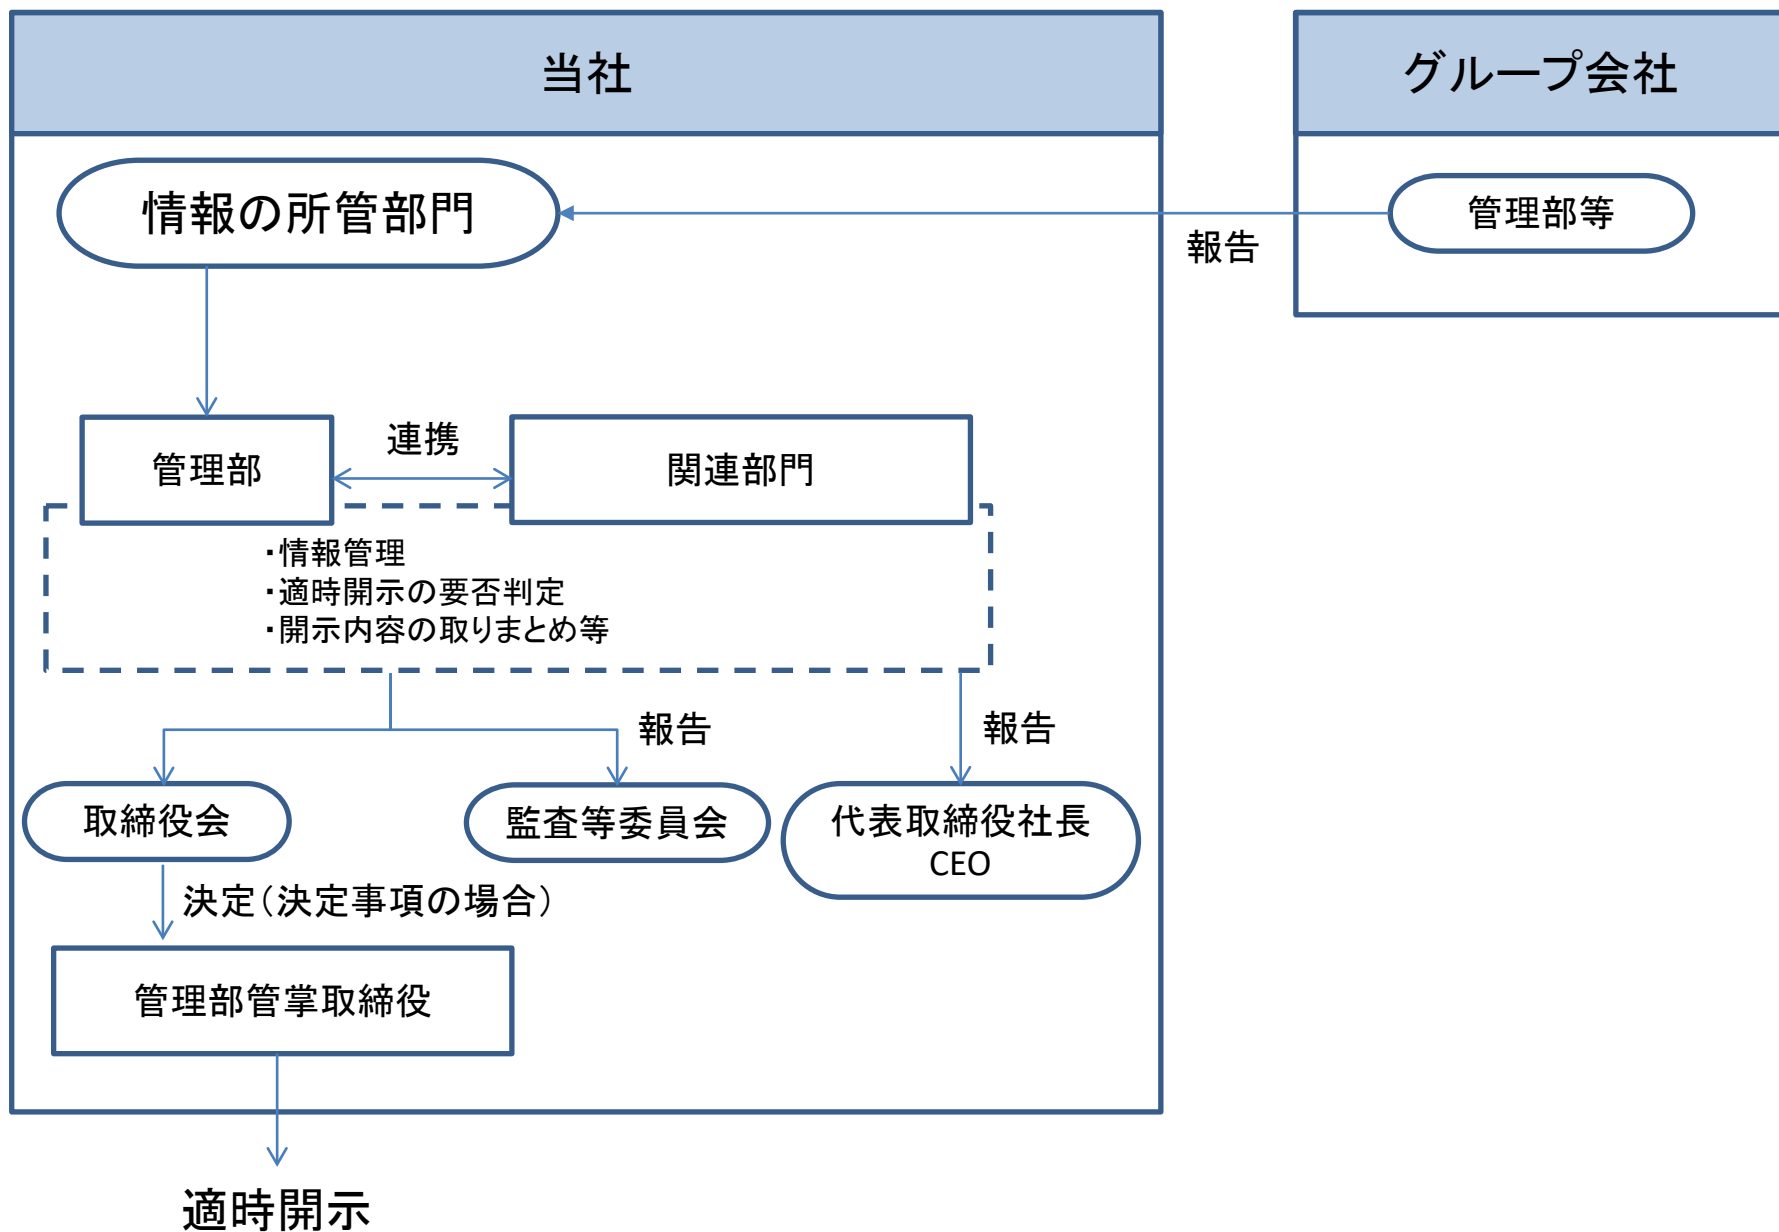 当社
グループ会社
情報の所管部門
管理部等
報告
管理部
連携
関連部門
・情報管理
・適時開示の要否判定
・開示内容の取りまとめ等
報告
報告
取締役会
監査等委員会
代表取締役社長
CEO
決定（決定事項の場合）
管理部管掌取締役
適時開示